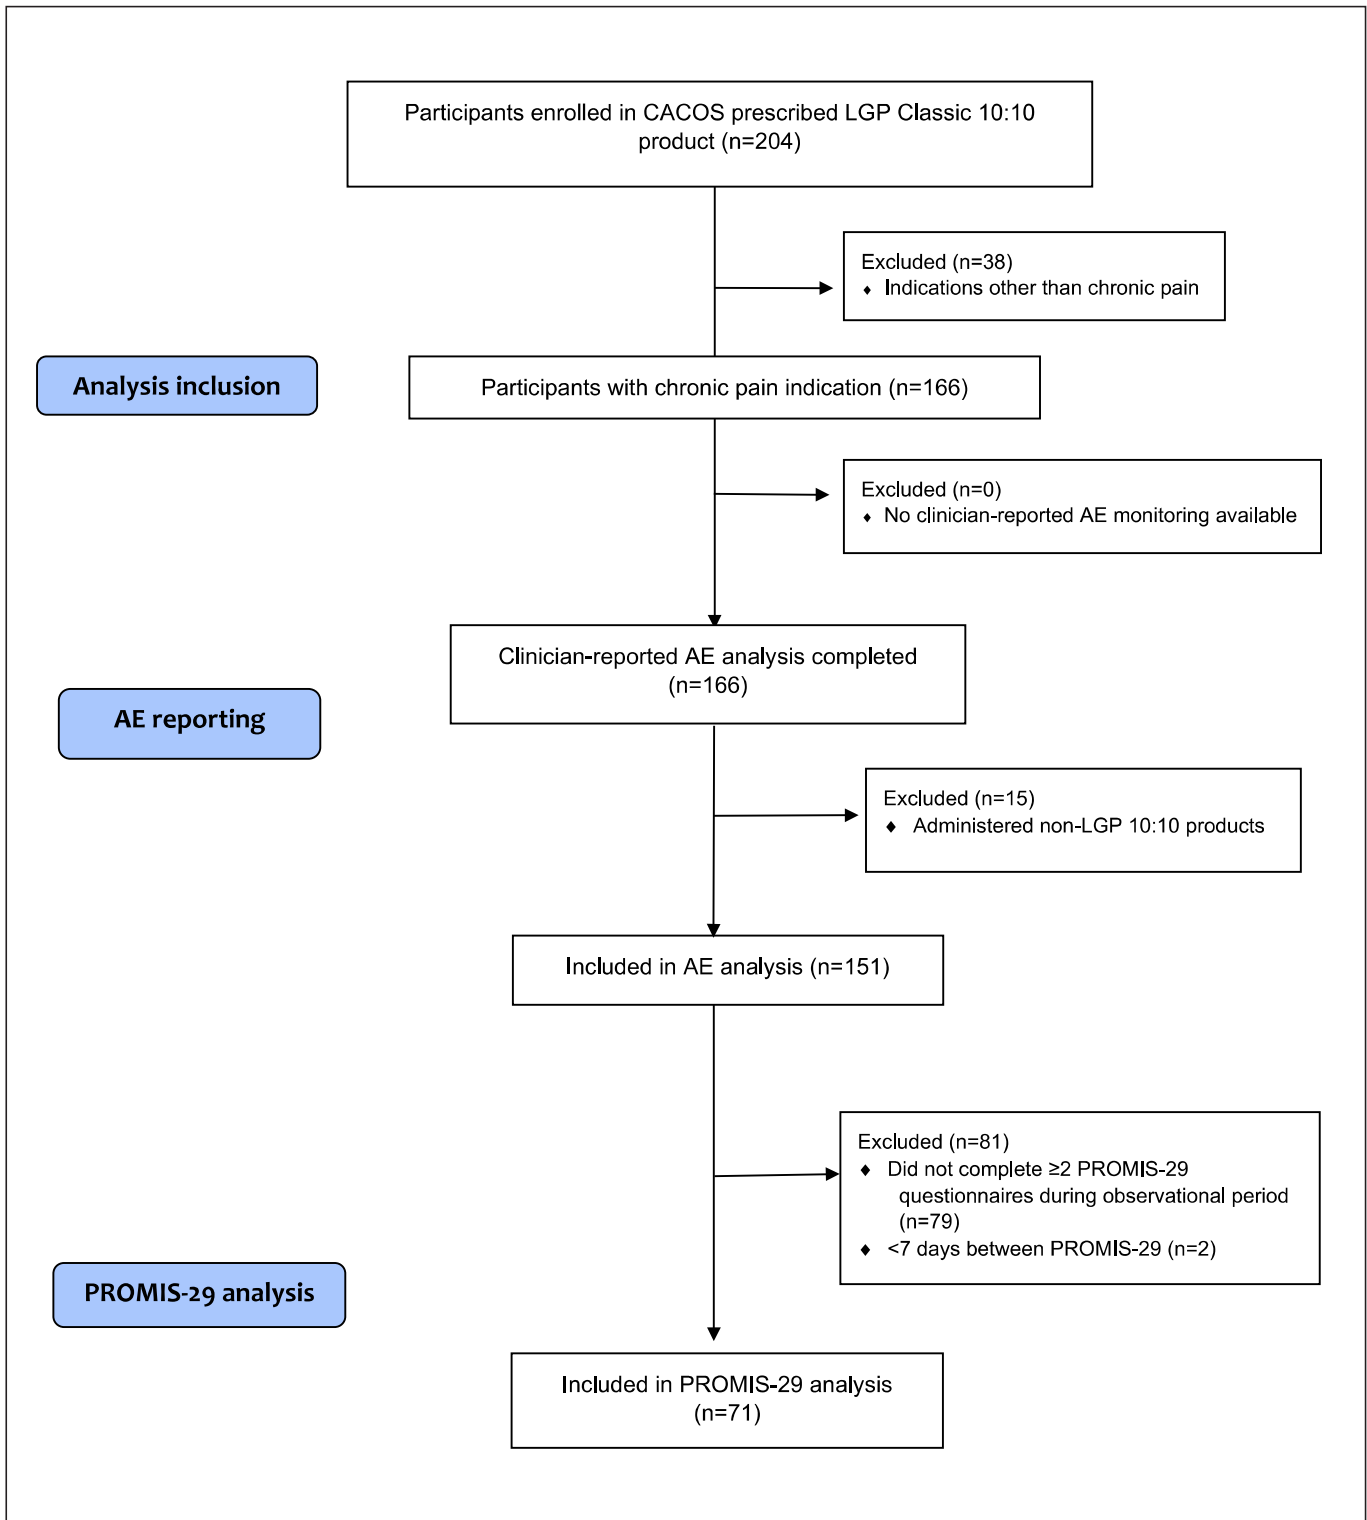 Participants enrolled in CACOS prescribed LGP Classic 10:10
product (n=204)
Excluded (n=38)
♦ Indications other than chronic pain
Analysis inclusion
Participants with chronic pain indication (n=166)
Excluded (n=0)
♦ No clinician-reported AE monitoring available
Clinician-reported AE analysis completed
(n=166)
AE reporting
Excluded (n=15)
♦ Administered non-LGP 10:10 products
Included in AE analysis (n=151)
Excluded (n=81)
♦ Did not complete ≥2 PROMIS-29
questionnaires during observational period
(n=79)
♦ <7 days between PROMIS-29 (n=2)
PROMIS-29 analysis
Included in PROMIS-29 analysis
(n=71)